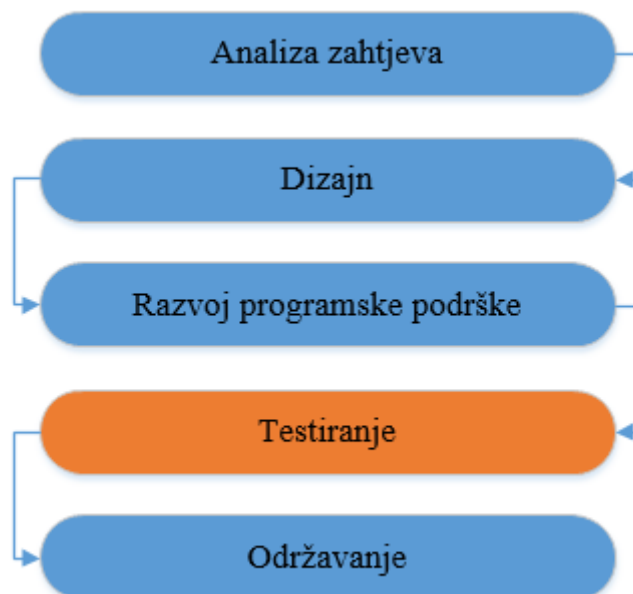 Analiza zahtjeva
Dizajn
Razvoj programske podrške
Testiranje
Održavanje